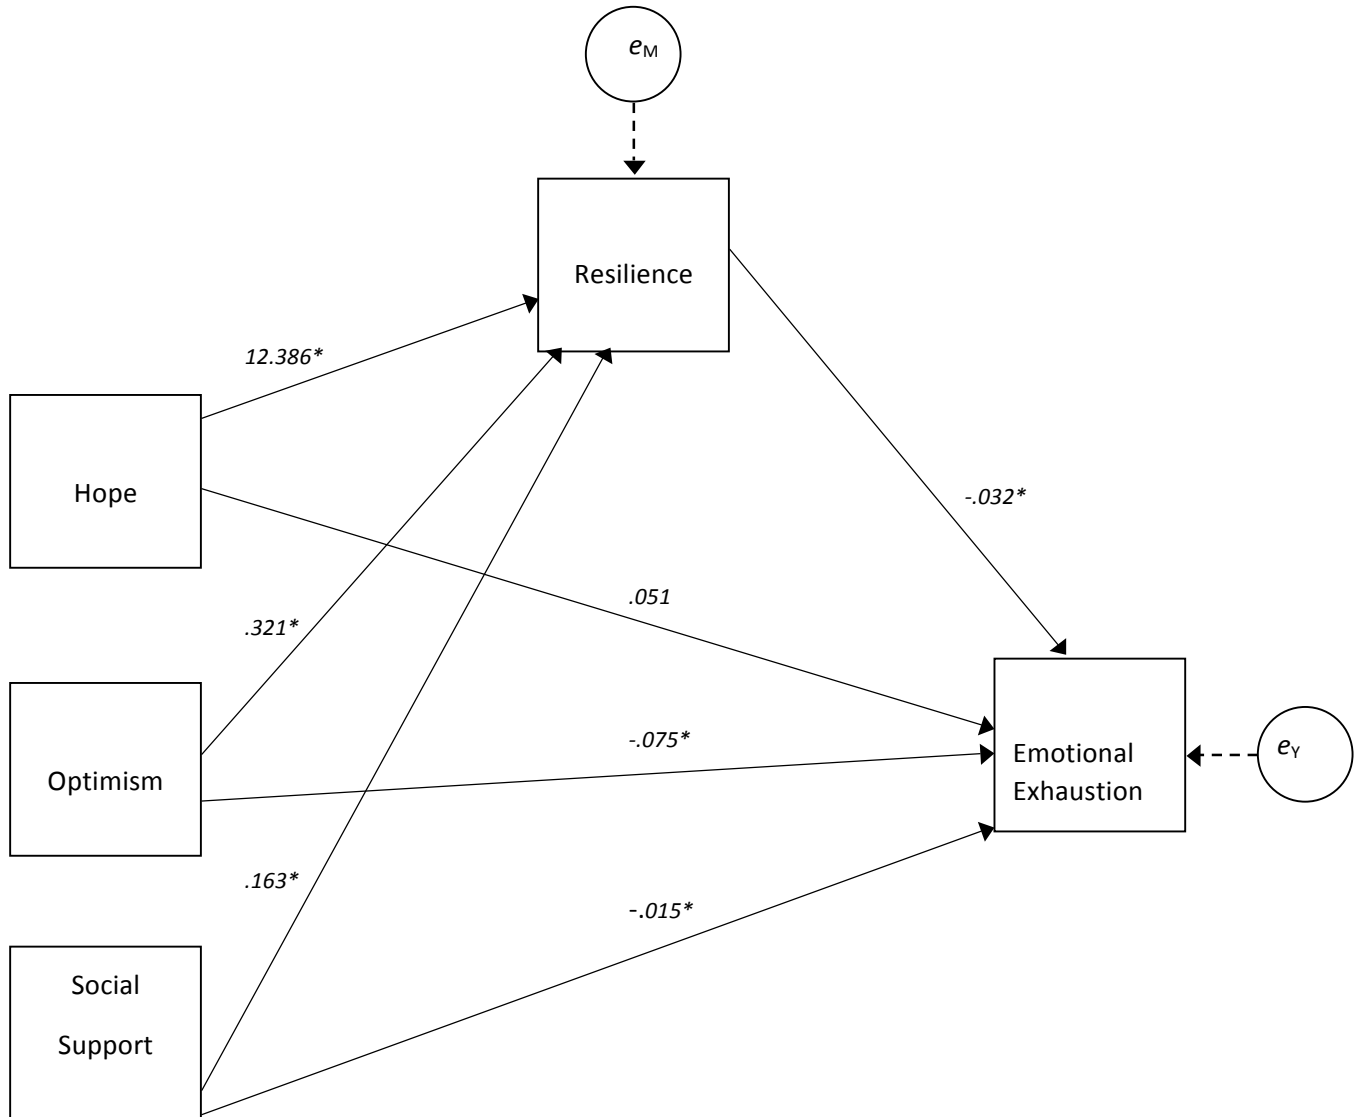 eM
Resilience
12.386*
Hope
-.032*
.051
.321*
Optimism
-.075*
Emotional
Exhaustion
eY
.163*
-.015*
Social
Support